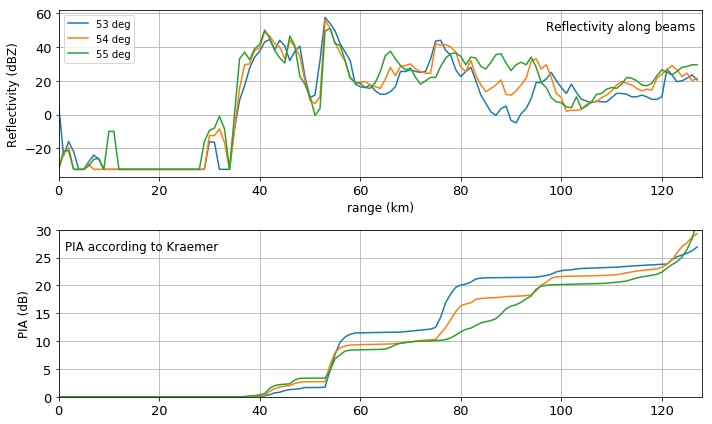 60
40
20
0
−20
Reflectivity (dBZ)
53 deg
54 deg
55 deg
Reflectivity along beams
0 20 40 60 80 100 120
range (km)
30
25
20
15
10
5
0
PIA (dB)
PIA according to Kraemer
0 20 40 60 80 100 120